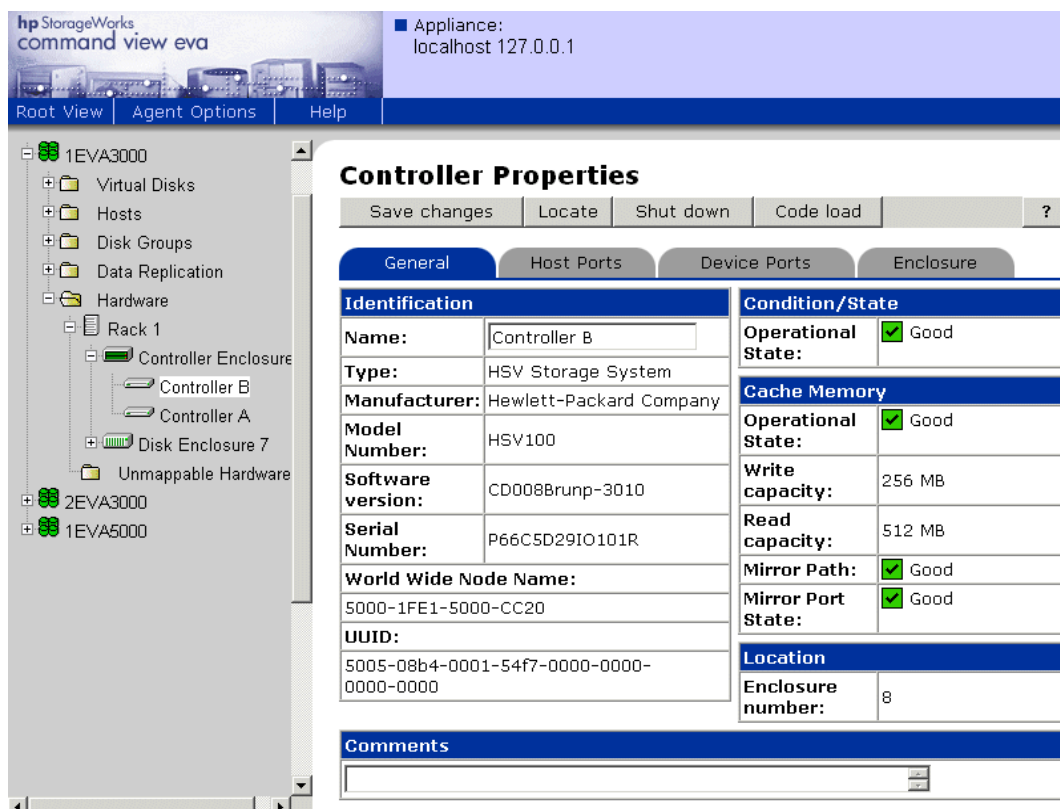 hp StorageWorks
command view eva
Appliance:
localhost 127.0.0.1
Root View
Agent Options
Help
1EVA3000
Virtual Disks
Hosts
Disk Groups
Data Replication
Hardware
Rack 1
Controller Enclosure
Controller B
Controller A
Disk Enclosure 7
Unmappable Hardware
2EVA3000
1EVA5000
Controller Properties
Save changes
Locate
Shut down
Code load
?
General
Host Ports
Device Ports
Enclosure
Identification
Name: Controller B
Type: HSV Storage System
Manufacturer: Hewlett-Packard Company
Model
Number: HSV100
Software
version: CD008Brunp-3010
Serial
Number: P66C5D29IO101R
World Wide Node Name:
5000-1FE1-5000-CC20
UUID:
5005-08b4-0001-54f7-0000-0000-
0000-0000
Condition/State
Operational
State: Good
Cache Memory
Operational
State: Good
Write
capacity: 256 MB
Read
capacity: 512 MB
Mirror Path: Good
Mirror Port
State: Good
Location
Enclosure
number: 8
Comments